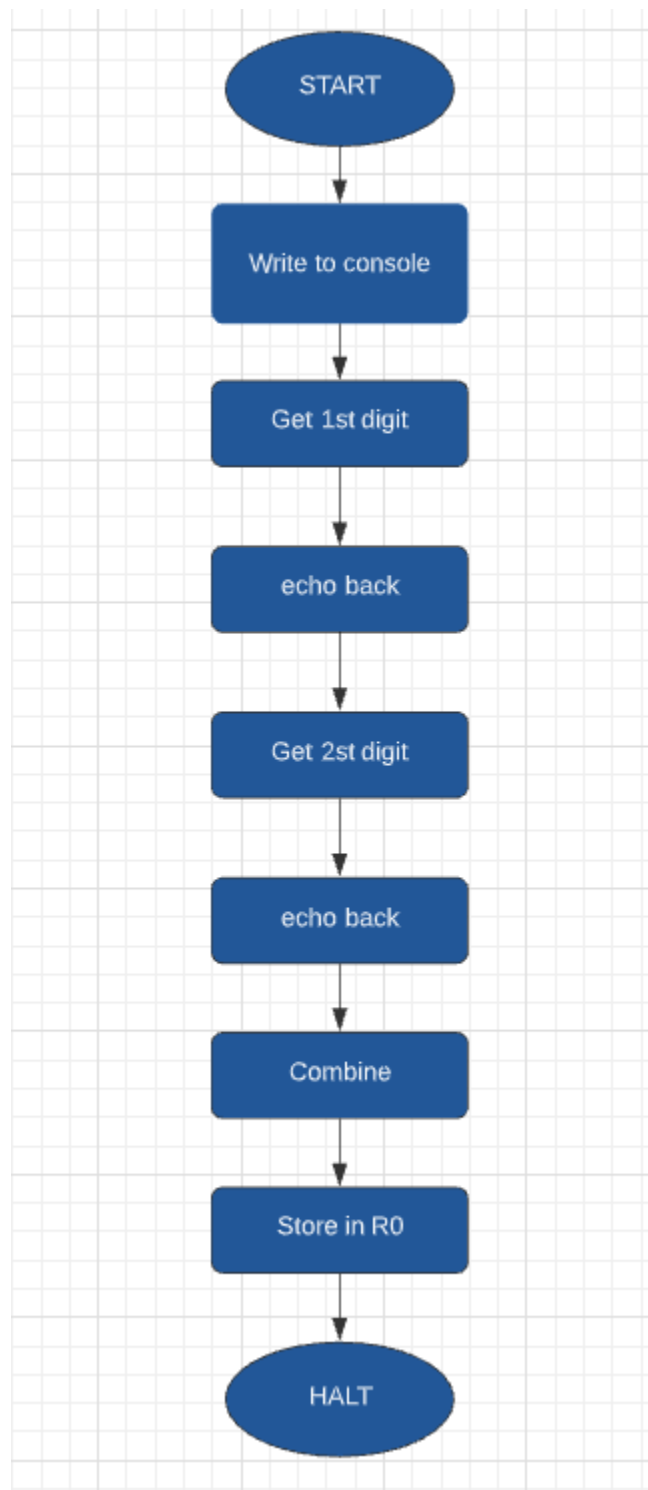 START
Write to console
Get 1st digit
echo back
Get 2st digit
echo back
Combine
Store in R0
HALT